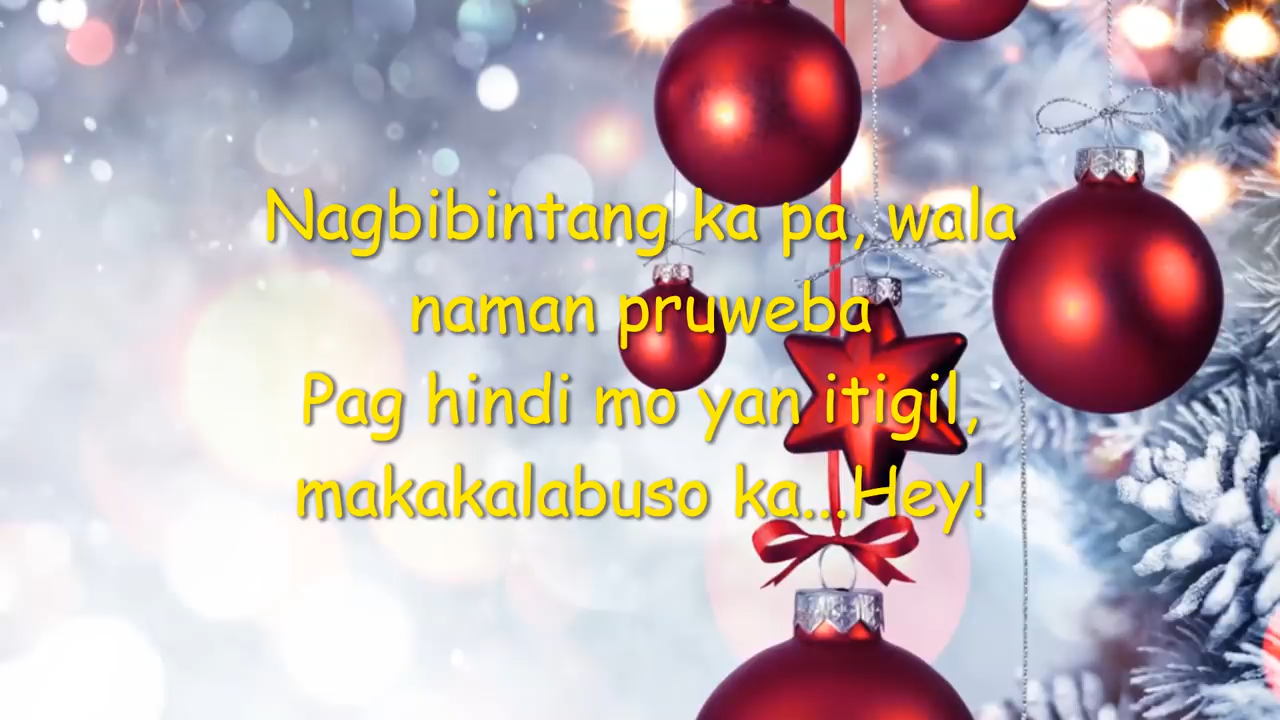 Nagbibintang ka pa, wala
naman pruweba
Pag hindi mo yan itigil,
makakalabuso ka...Hey!